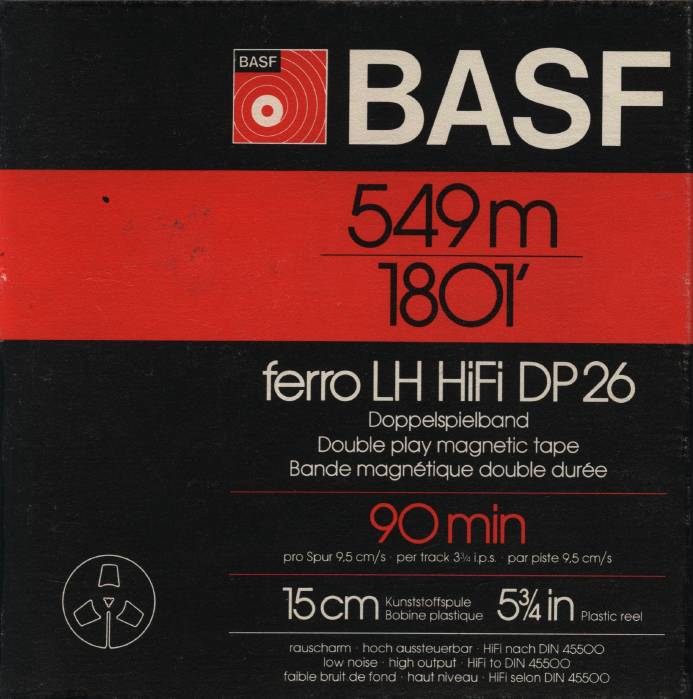 BASF
BASF
549 m
1801'
ferro LH HiFi DP 26
Doppelspielband
Double play magnetic tape
Bande magnétique double durée
90 min
pro Spur 9,5 cm/s · per track 3¾ i.p.s. · par piste 9,5 cm/s
15 cm Kunststoffspule Bobine plastique 5¾ in Plastic reel
rauscharm · hoch aussteuerbar · HiFi nach DIN 45500
low noise · high output · HiFi to DIN 45500
faible bruit de fond · haut niveau · HiFi selon DIN 45500